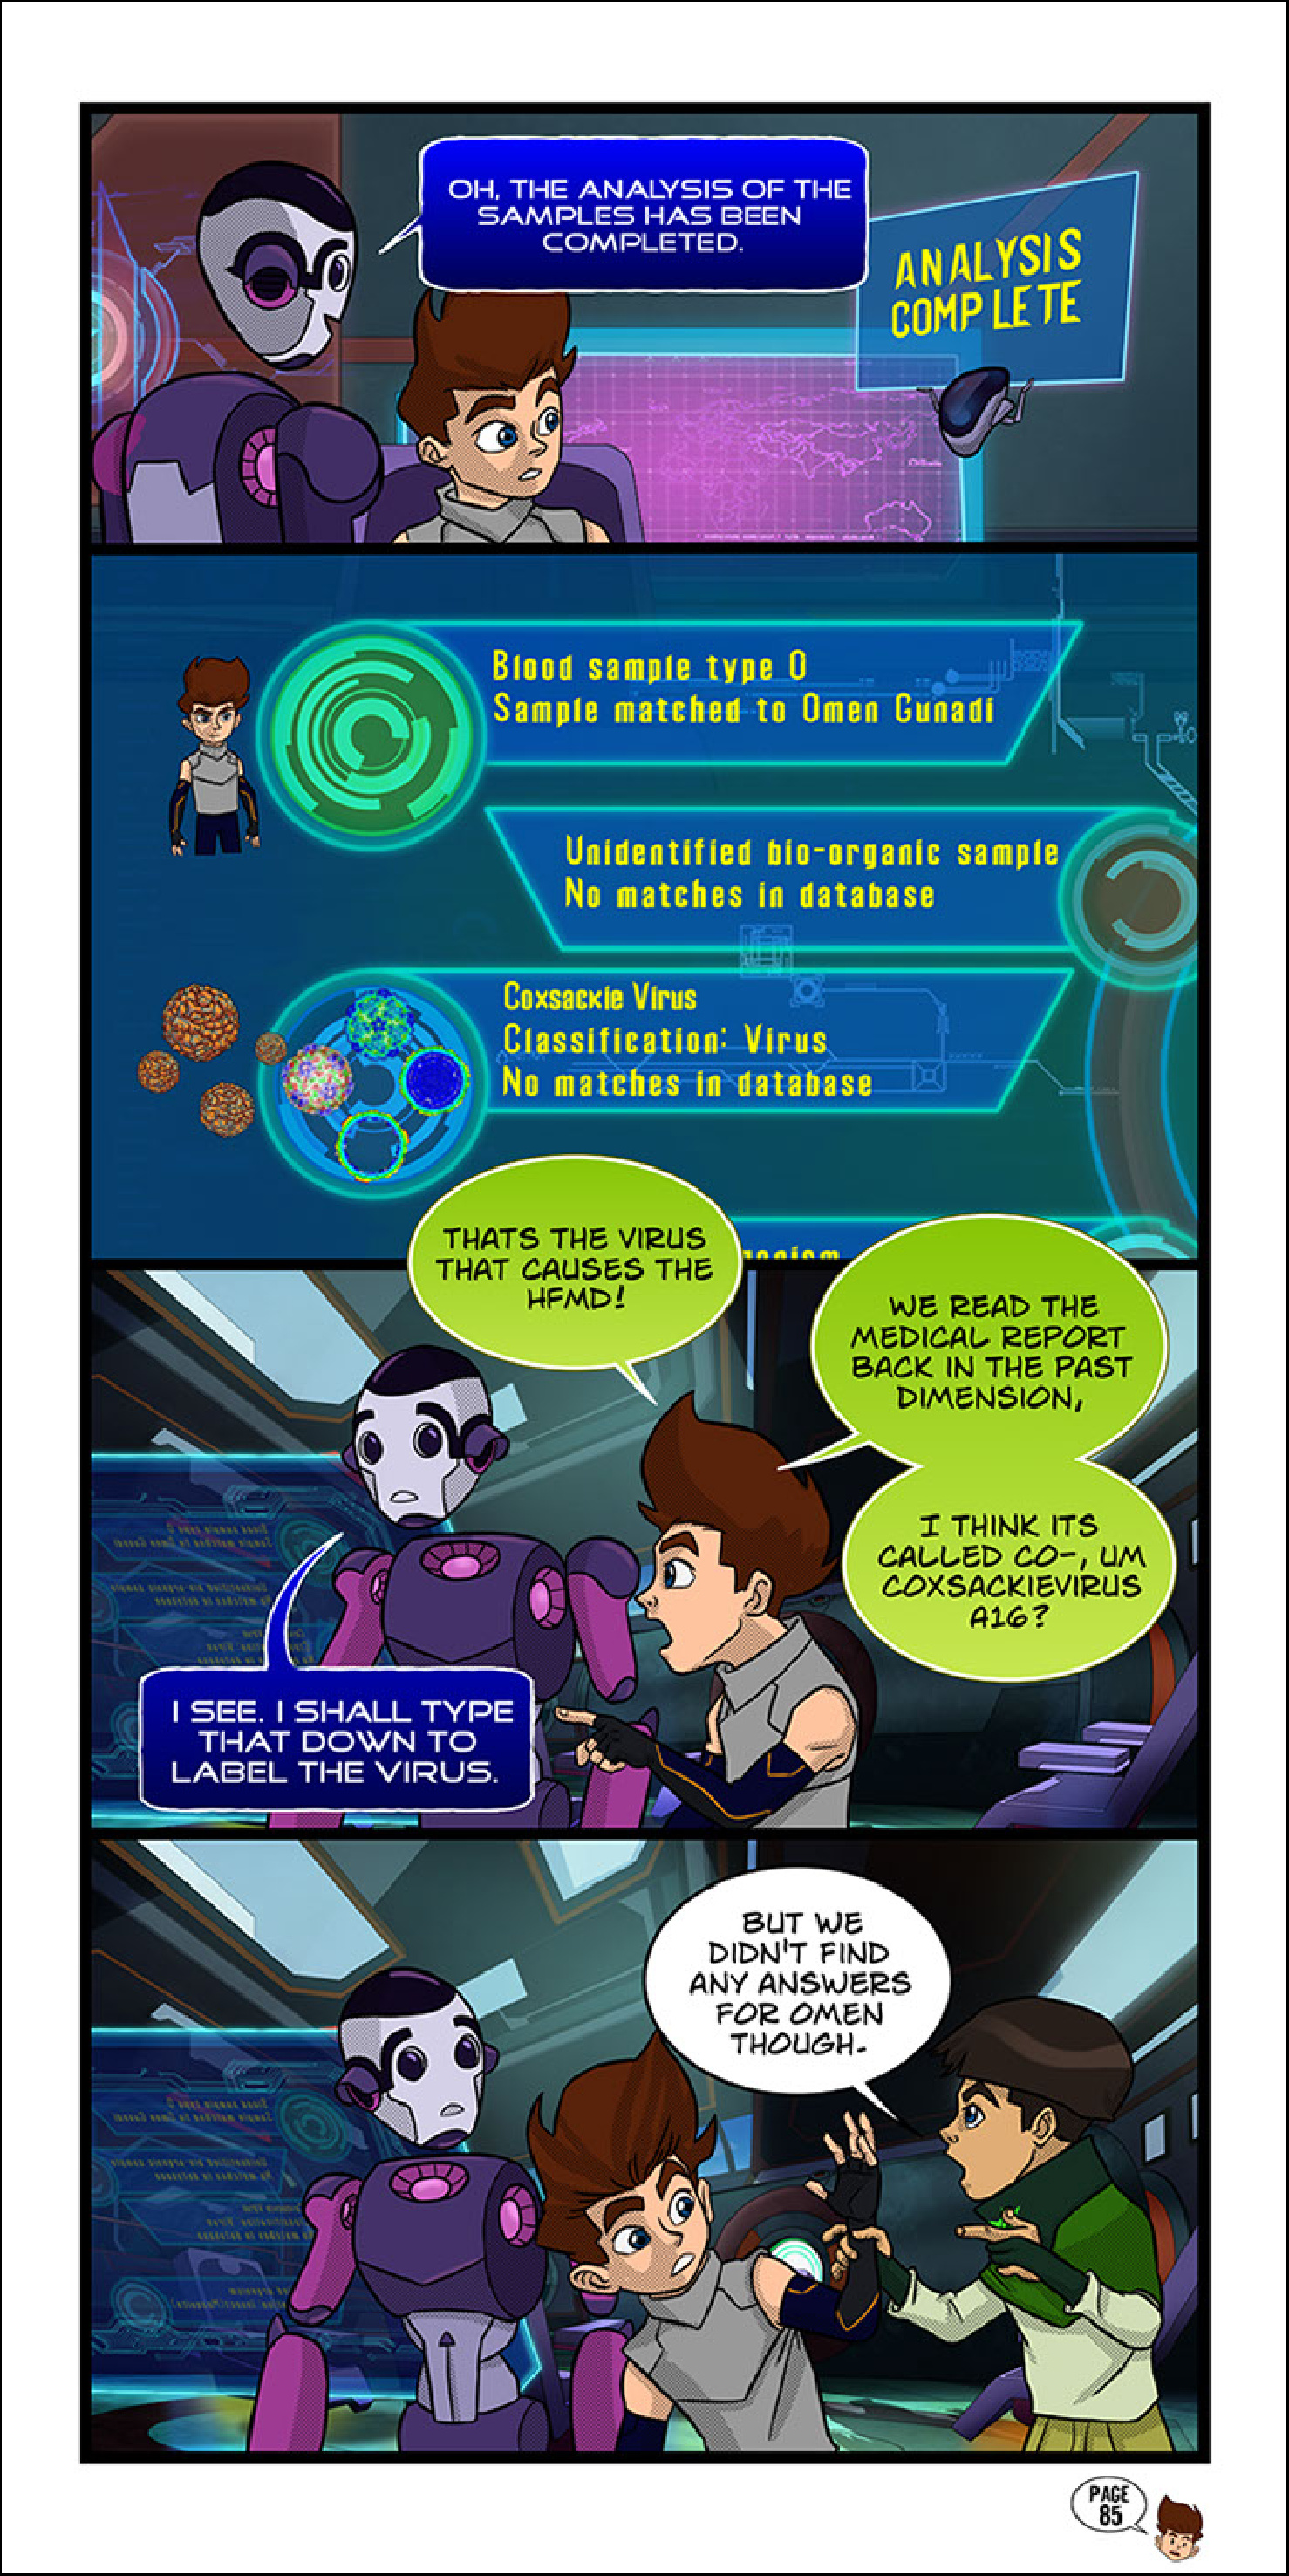 OH, THE ANALYSIS OF THE
SAMPLES HAS BEEN
COMPLETED.
ANALYSIS
COMPLETE
Blood sample type O
Sample matched to Omen Gunadi
Unidentified bio-organic sample
No matches in database
Coxsackie Virus
Classification: Virus
No matches in database
THATS THE VIRUS
THAT CAUSES THE
HFMD!
WE READ THE
MEDICAL REPORT
BACK IN THE PAST
DIMENSION,
I THINK ITS
CALLED CO-, UM
COXSACKIEVIRUS
A16?
I SEE. I SHALL TYPE
THAT DOWN TO
LABEL THE VIRUS.
BUT WE
DIDN'T FIND
ANY ANSWERS
FOR OMEN
THOUGH.
PAGE
85